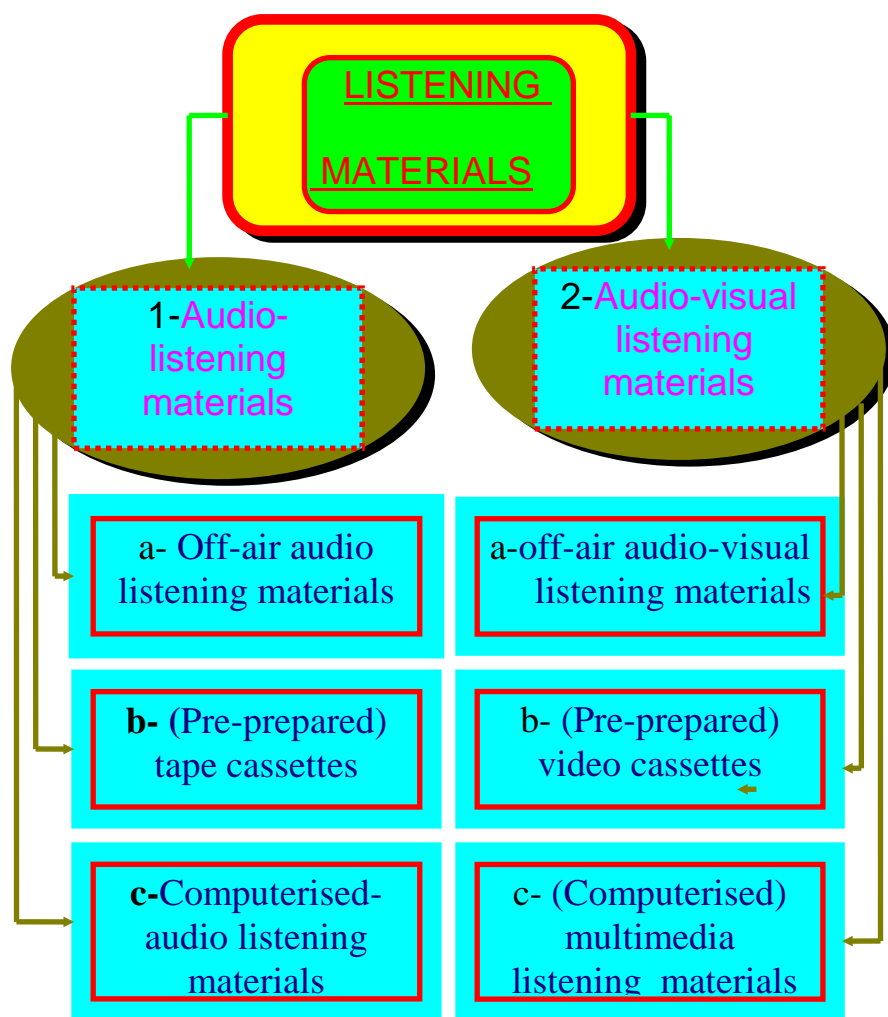 LISTENING
MATERIALS
1-Audio-
listening
materials
2-Audio-visual
listening
materials
a- Off-air audio
listening materials
a-off-air audio-visual
listening materials
b- (Pre-prepared)
tape cassettes
b- (Pre-prepared)
video cassettes
c-Computerised-
audio listening
materials
c- (Computerised)
multimedia
listening materials